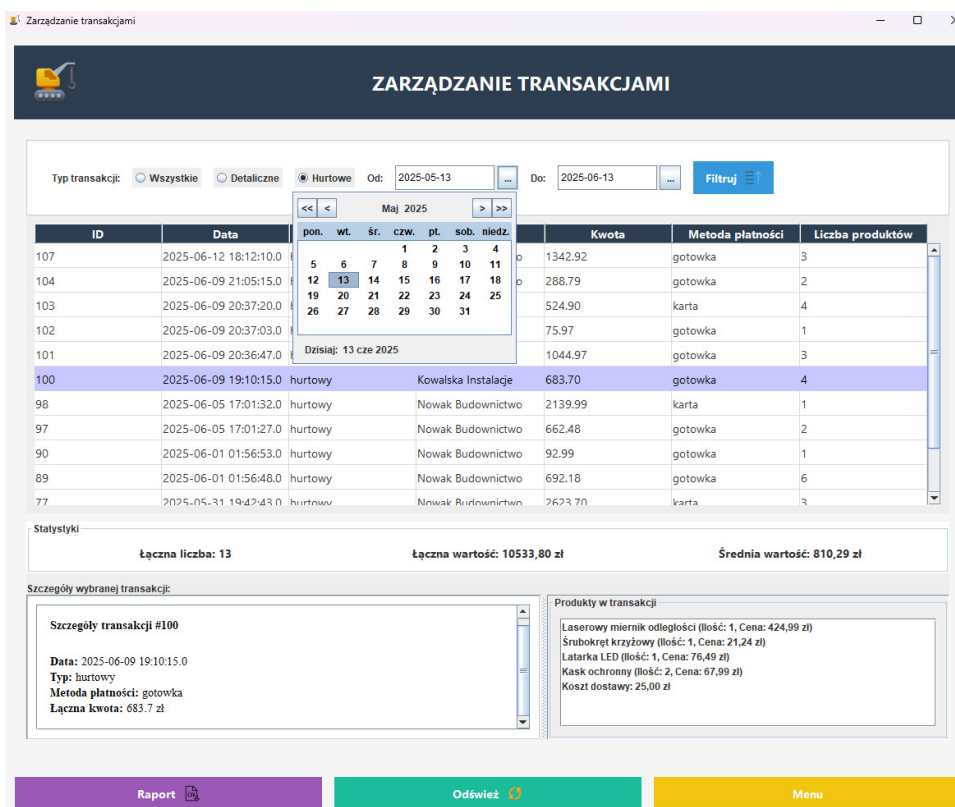 Zarządzanie transakcjami
ZARZĄDZANIE TRANSAKCJAMI
Typ transakcji: Wszystkie Detaliczne Hurtowe Od: 2025-05-13 ... Do: 2025-06-13 ... Filtruj
<< < Maj 2025 > >>
pon. wt. śr. czw. pt. sob. niedz.
1 2 3 4
5 6 7 8 9 10 11
12 13 14 15 16 17 18
19 20 21 22 23 24 25
26 27 28 29 30 31
Dzisiaj: 13 cze 2025
ID Data Kwota Metoda płatności Liczba produktów
107 2025-06-12 18:12:10.0 1342.92 gotowka 3
104 2025-06-09 21:05:15.0 288.79 gotowka 2
103 2025-06-09 20:37:20.0 524.90 karta 4
102 2025-06-09 20:37:03.0 75.97 gotowka 1
101 2025-06-09 20:36:47.0 1044.97 gotowka 3
100 2025-06-09 19:10:15.0 hurtowy Kowalska Instalacje 683.70 gotowka 4
98 2025-06-05 17:01:32.0 hurtowy Nowak Budownictwo 2139.99 karta 1
97 2025-06-05 17:01:27.0 hurtowy Nowak Budownictwo 662.48 gotowka 2
90 2025-06-01 01:56:53.0 hurtowy Nowak Budownictwo 92.99 gotowka 1
89 2025-06-01 01:56:48.0 hurtowy Nowak Budownictwo 692.18 gotowka 6
77 2025-05-31 19:42:43.0 hurtowy Nowak Budownictwo 2623.70 karta 3
Statystyki
Łączna liczba: 13 Łączna wartość: 10533,80 zł Średnia wartość: 810,29 zł
Szczegóły wybranej transakcji:
Szczegóły transakcji #100
Data: 2025-06-09 19:10:15.0
Typ: hurtowy
Metoda płatności: gotowka
Łączna kwota: 683.7 zł
Produkty w transakcji
Laserowy miernik odległości (Ilość: 1, Cena: 424,99 zł)
Śrubokręt krzyżowy (Ilość: 1, Cena: 21,24 zł)
Latarka LED (Ilość: 1, Cena: 76,49 zł)
Kask ochronny (Ilość: 2, Cena: 67,99 zł)
Koszt dostawy: 25,00 zł
Raport Odśwież Menu